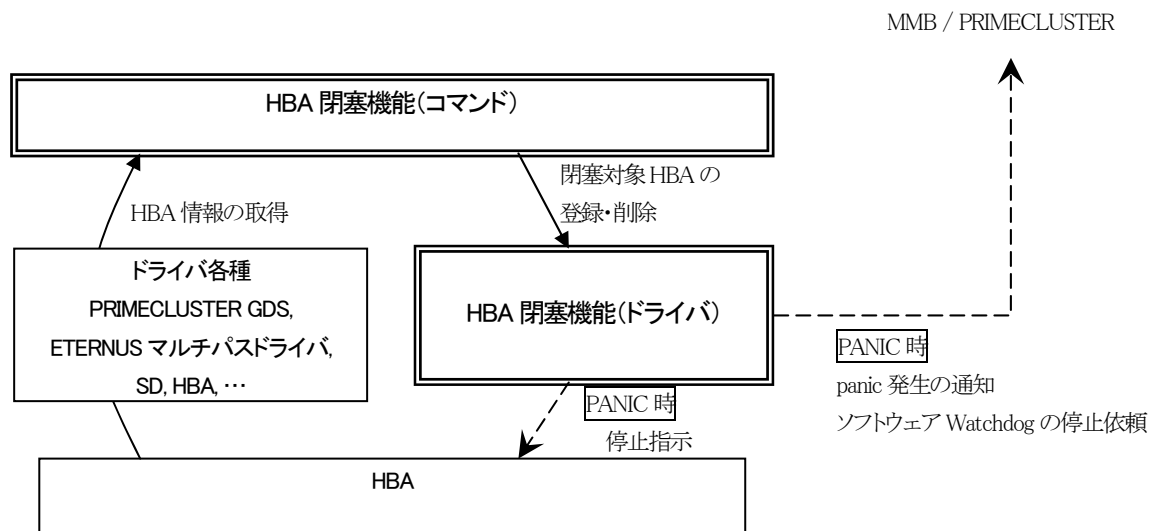 MMB / PRIMECLUSTER
HBA 閉塞機能(コマンド)
閉塞対象 HBA の
登録・削除
HBA 情報の取得
ドライバ各種
PRIMECLUSTER GDS,
ETERNUS マルチパスドライバ,
SD, HBA, …
HBA 閉塞機能(ドライバ)
PANIC 時
panic 発生の通知
ソフトウェア Watchdog の停止依頼
PANIC 時
停止指示
HBA